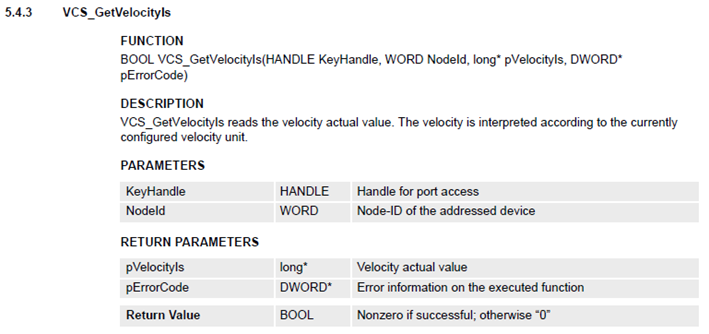 5.4.3 VCS_GetVelocityIs
FUNCTION
BOOL VCS_GetVelocityIs(HANDLE KeyHandle, WORD NodeId, long* pVelocityIs, DWORD*
pErrorCode)
DESCRIPTION
VCS_GetVelocityIs reads the velocity actual value. The velocity is interpreted according to the currently
configured velocity unit.
PARAMETERS
KeyHandle HANDLE Handle for port access
NodeId WORD Node-ID of the addressed device
RETURN PARAMETERS
pVelocityIs long* Velocity actual value
pErrorCode DWORD* Error information on the executed function
Return Value BOOL Nonzero if successful; otherwise “0”